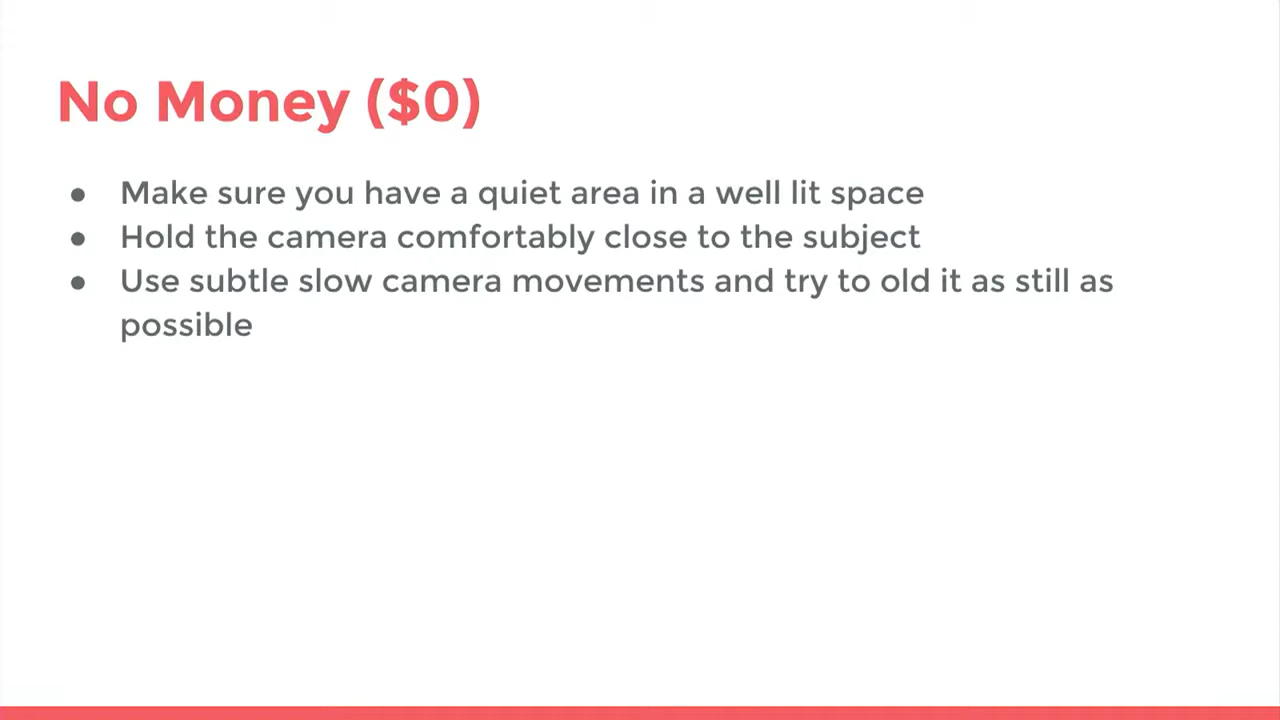 No Money ($0)
● Make sure you have a quiet area in a well lit space
● Hold the camera comfortably close to the subject
● Use subtle slow camera movements and try to old it as still as
possible